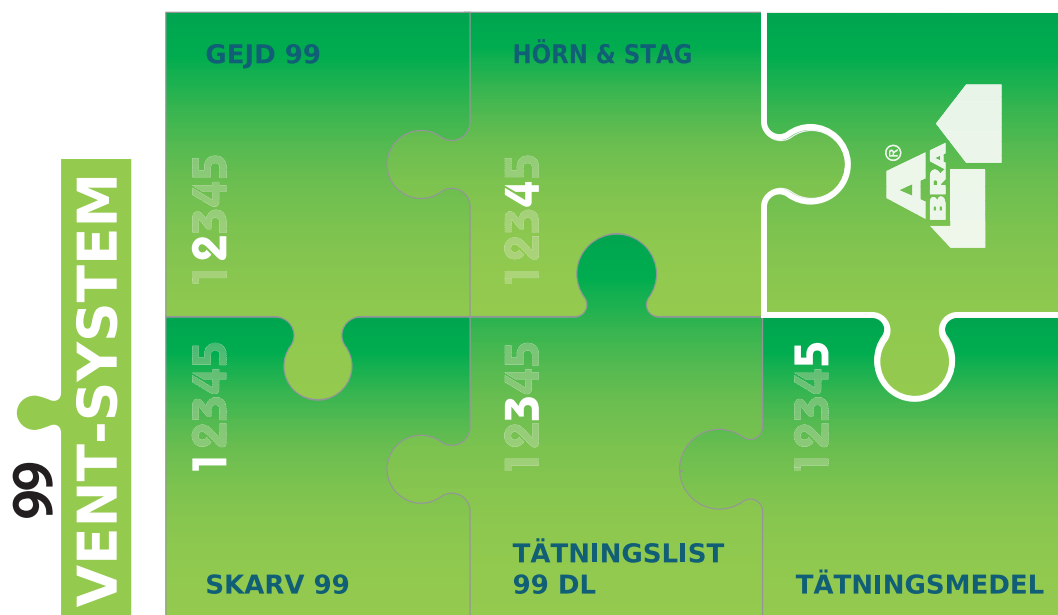 99
VENT-SYSTEM
GEJD 99
12345
HÖRN & STAG
12345
A®
BRA
12345
SKARV 99
12345
TÄTNINGSLIST
99 DL
12345
TÄTNINGSMEDEL